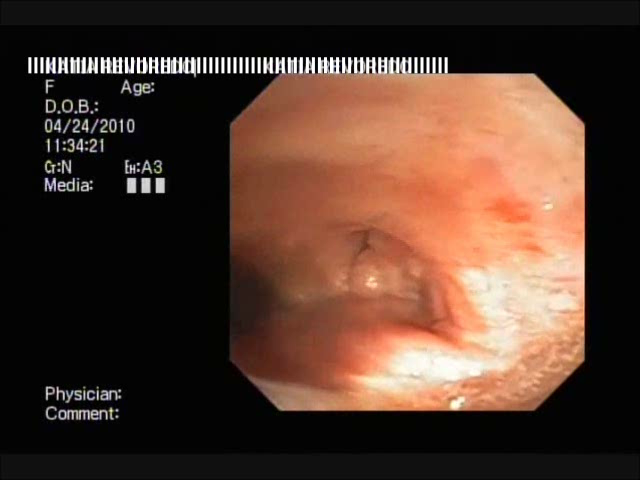 F Age:
D.O.B.:
04/24/2010
11:34:21
Cr:N EH:A3
Media:
Physician:
Comment: